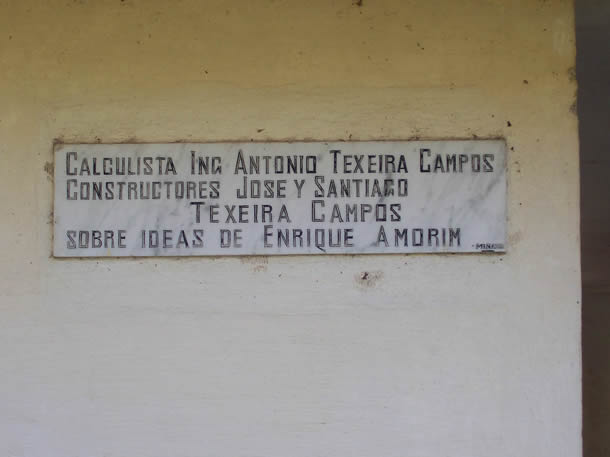 CALCULISTA ING ANTONIO TEXEIRA CAMPOS
CONSTRUCTORES JOSE Y SANTIAGO
TEXEIRA CAMPOS
SOBRE IDEAS DE ENRIQUE AMORIM